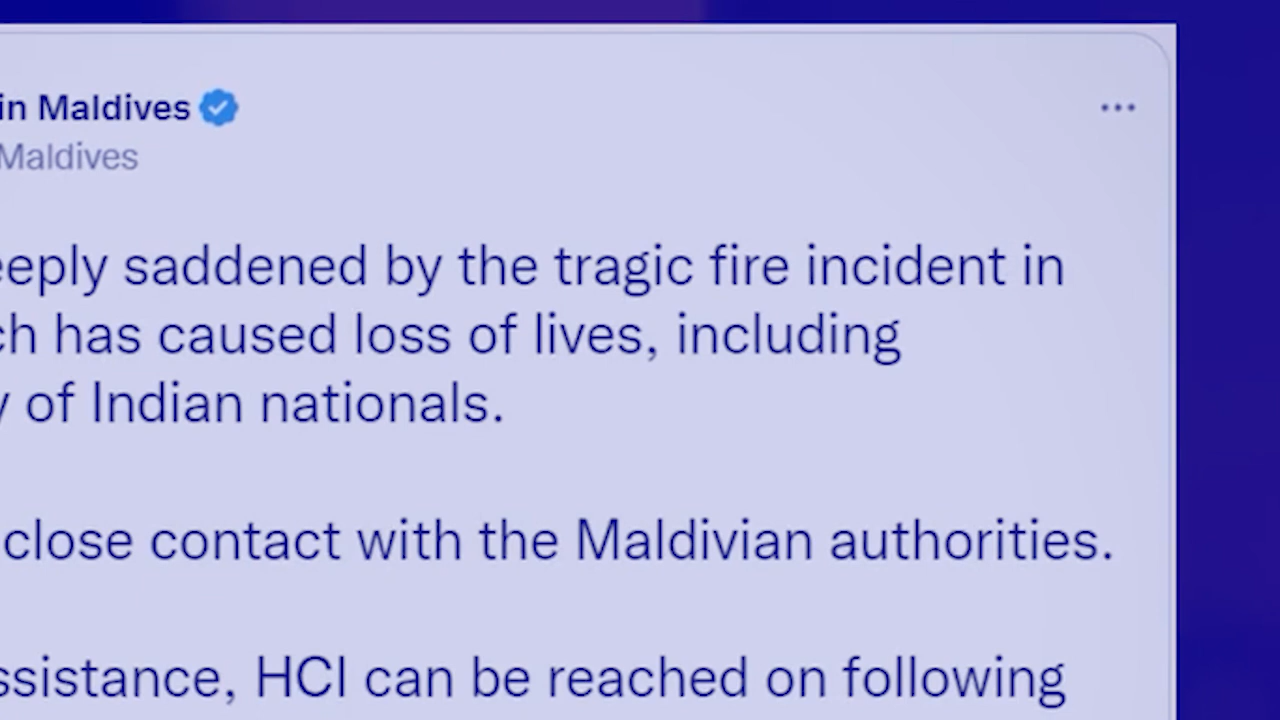 in Maldives
Maldives
eeply saddened by the tragic fire incident in
ch has caused loss of lives, including
y of Indian nationals.
close contact with the Maldivian authorities.
ssistance, HCI can be reached on following